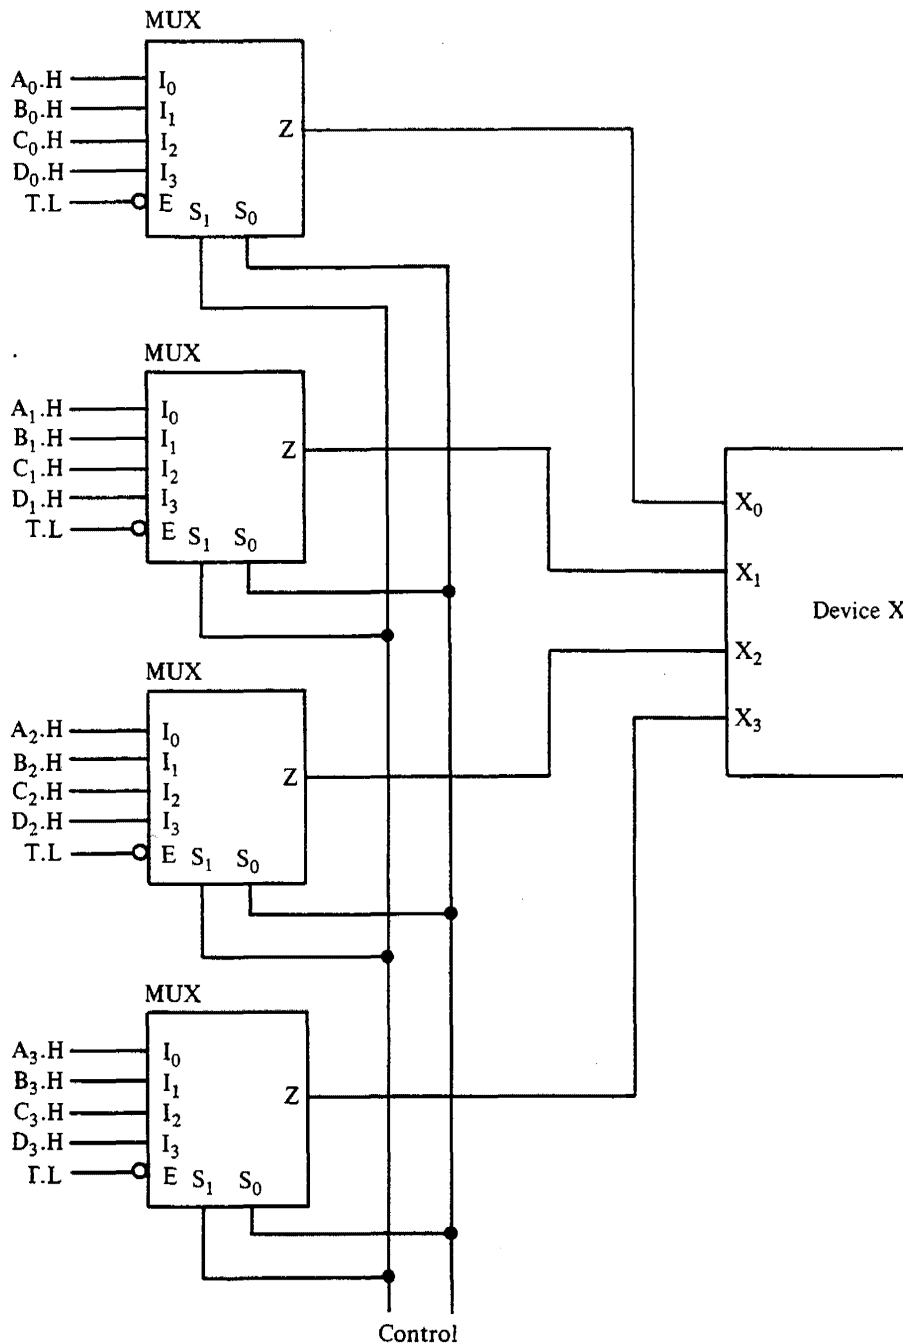 MUX
A₀.H
I₀
B₀.H
I₁
C₀.H
I₂
Z
D₀.H
I₃
T.L
E
S₁
S₀
MUX
A₁.H
I₀
B₁.H
I₁
Z
C₁.H
I₂
D₁.H
I₃
T.L
E
S₁
S₀
X₀
X₁
Device X
X₂
X₃
MUX
A₂.H
I₀
B₂.H
I₁
Z
C₂.H
I₂
D₂.H
I₃
T.L
E
S₁
S₀
MUX
A₃.H
I₀
B₃.H
I₁
Z
C₃.H
I₂
D₃.H
I₃
T.L
E
S₁
S₀
Control